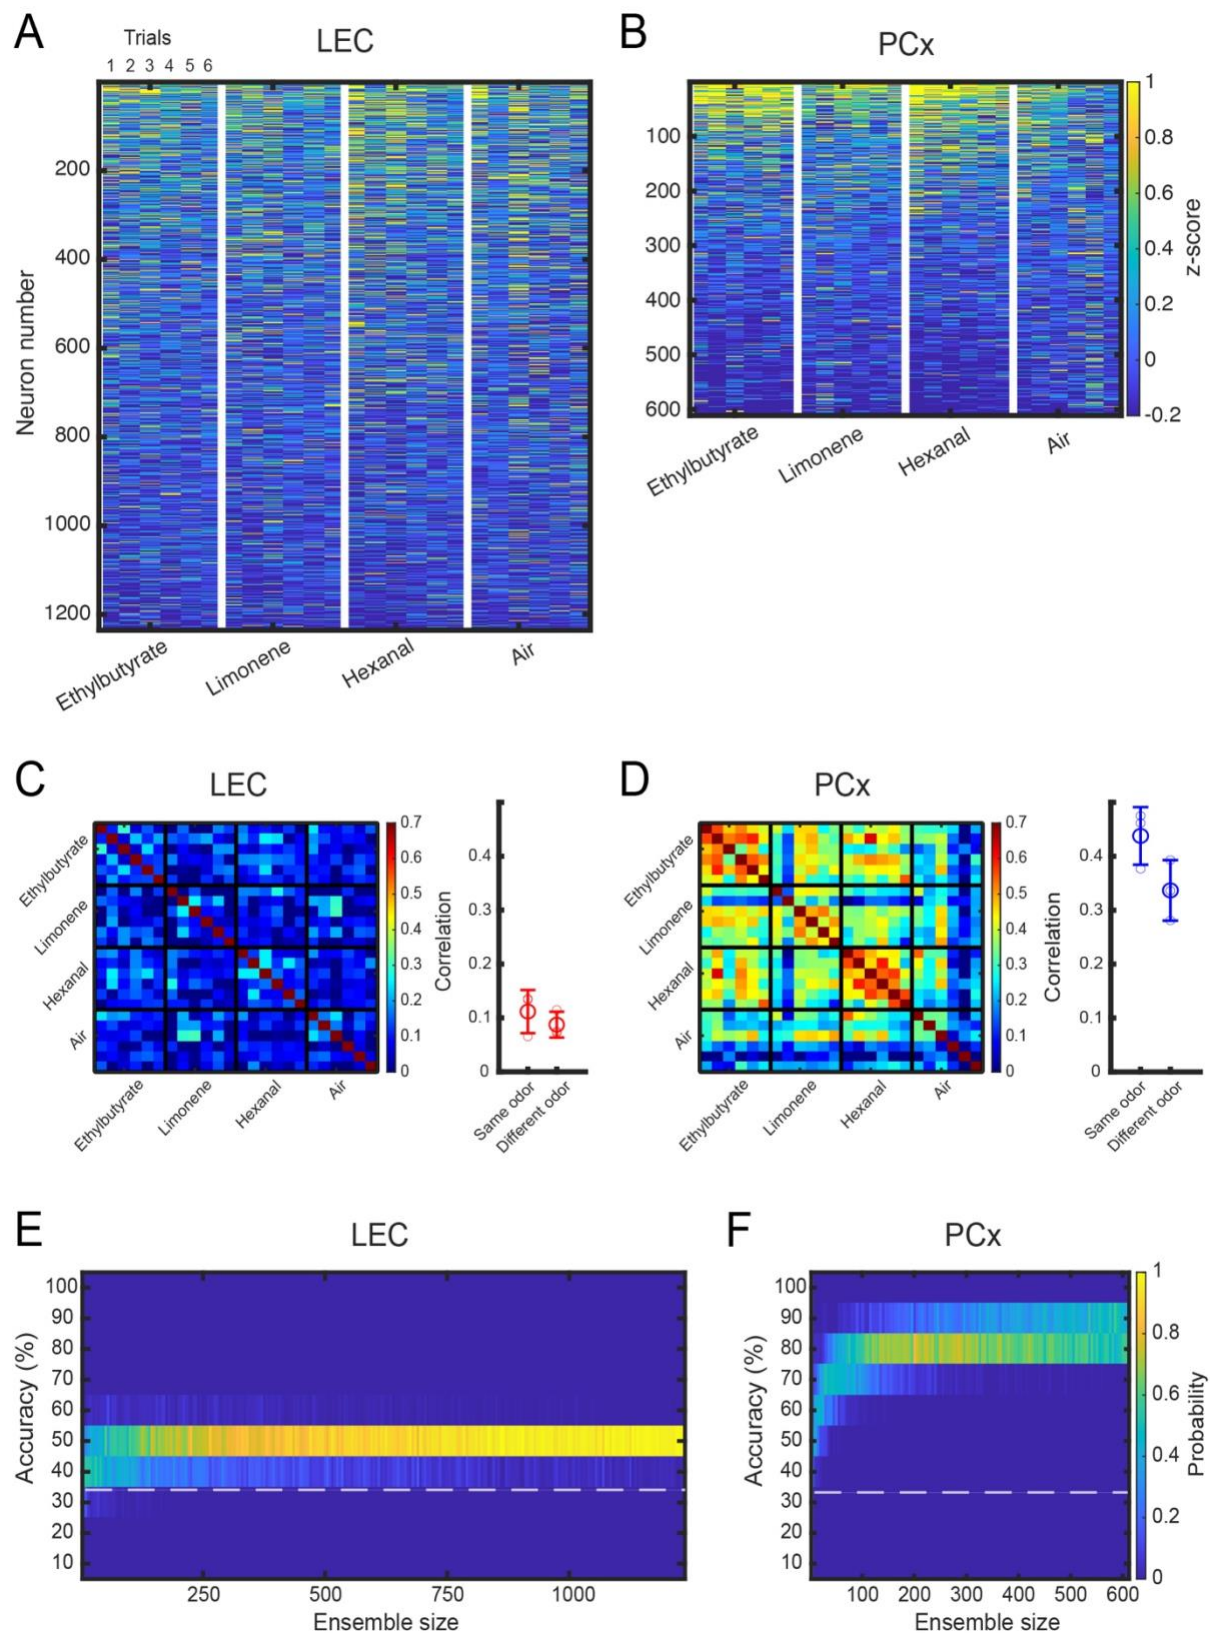 A
Trials
1 2 3 4 5 6
LEC
200
400
600
800
1000
1200
Neuron number
Ethylbutyrate
Limonene
Hexanal
Air
B
PCx
100
200
300
400
500
600
Ethylbutyrate
Limonene
Hexanal
Air
1
0.8
0.6
0.4
0.2
0
-0.2
z-score
C
LEC
Ethylbutyrate
Limonene
Hexanal
Air
Ethylbutyrate
Limonene
Hexanal
Air
0.7
0.6
0.5
0.4
0.3
0.2
0.1
0
Correlation
0.4
0.3
0.2
0.1
0
Same odor
Different odor
D
PCx
Ethylbutyrate
Limonene
Hexanal
Air
Ethylbutyrate
Limonene
Hexanal
Air
0.7
0.6
0.5
0.4
0.3
0.2
0.1
0
Correlation
0.4
0.3
0.2
0.1
0
Same odor
Different odor
E
LEC
Accuracy (%)
100
90
80
70
60
50
40
30
20
10
250 500 750 1000
Ensemble size
F
PCx
Accuracy (%)
100
90
80
70
60
50
40
30
20
10
100 200 300 400 500 600
Ensemble size
1
0.8
0.6
0.4
0.2
0
Probability